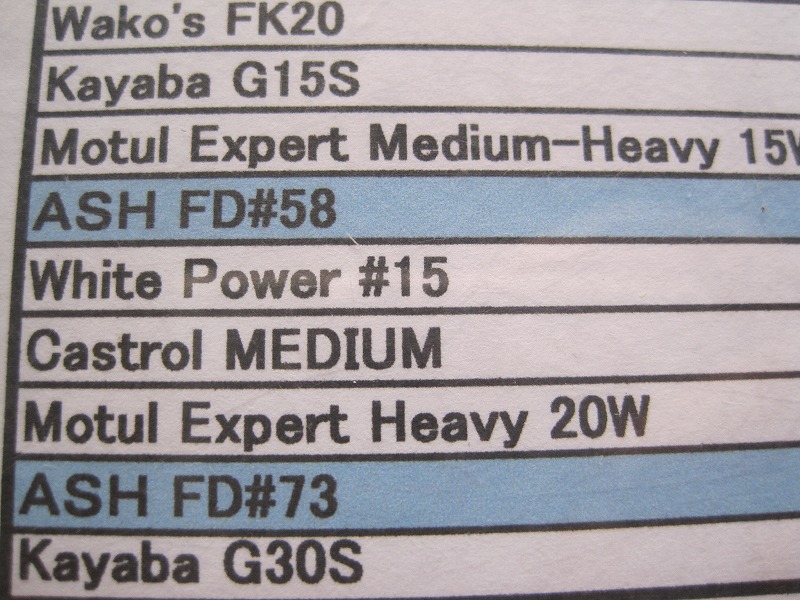 Wako's FK20
Kayaba G15S
Motul Expert Medium-Heavy 15W
ASH FD#58
White Power #15
Castrol MEDIUM
Motul Expert Heavy 20W
ASH FD#73
Kayaba G30S